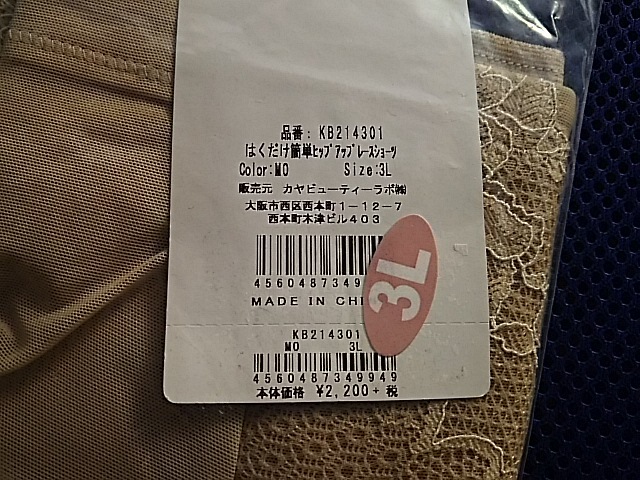 品番: KB214301
はくだけ簡単ヒップアップレースショーツ
Color:MO Size:3L
販売元 カヤビューティーラボ㈱
大阪市西区西本町1-12-7
西本町木津ビル403
4560487349
MADE IN CHI
3L
KB214301
MO 3L
4560487349949
本体価格 ¥2,200+税